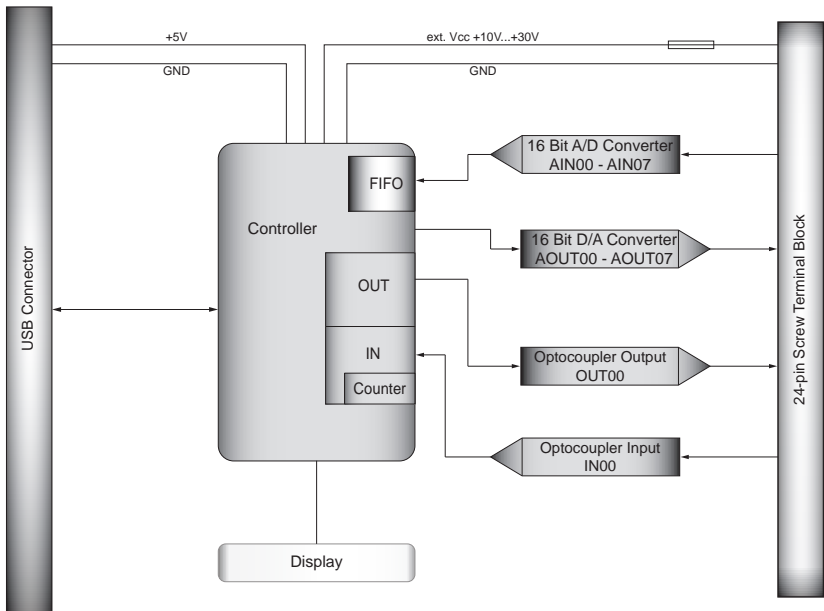 +5V
ext. Vcc +10V...+30V
GND
GND
16 Bit A/D Converter
AIN00 - AIN07
FIFO
Controller
16 Bit D/A Converter
AOUT00 - AOUT07
OUT
USB Connector
24-pin Screw Terminal Block
IN
Optocoupler Output
OUT00
Counter
Optocoupler Input
IN00
Display